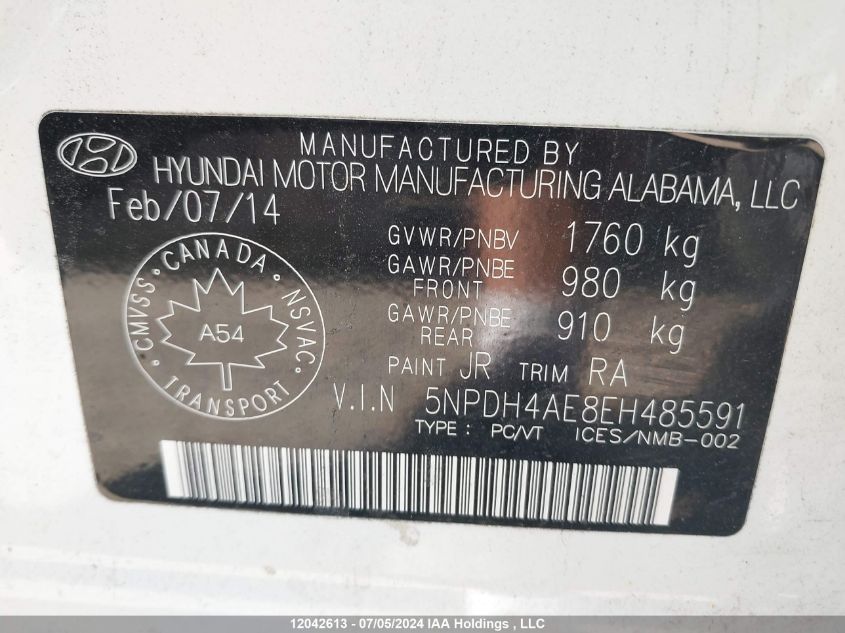 MANUFACTURED BY
HYUNDAI MOTOR MANUFACTURING ALABAMA, LLC
Feb/07/14
GVWR/PNBV 1760 kg
GAWR/PNBE FRONT 980 kg
GAWR/PNBE REAR 910 kg
PAINT JR TRIM RA
V.I.N 5NPDH4AE8EH485591
TYPE: PC/VT ICES/NMB-002
CANADA
CMVSS
NSVAC
A54
TRANSPORT
12042613 - 07/05/2024 IAA Holdings , LLC